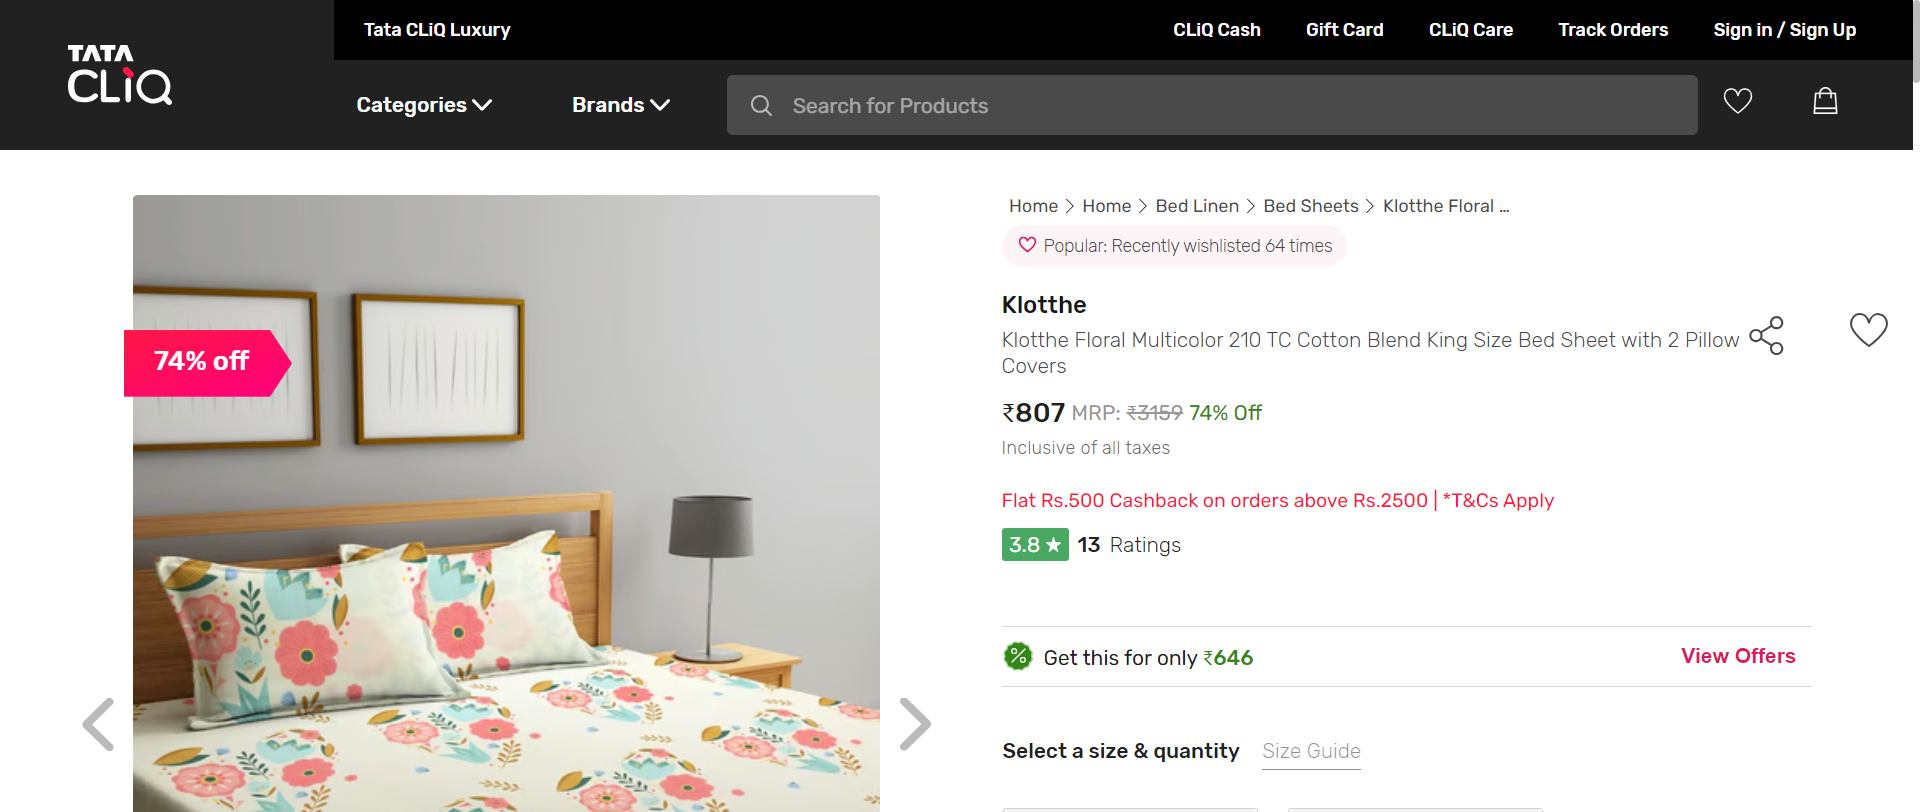 Tata CLiQ Luxury
CLiQ Cash
Gift Card
CLiQ Care
Track Orders
Sign in / Sign Up
TATA
CLiQ
Categories
Brands
Search for Products
Home > Home > Bed Linen > Bed Sheets > Klotthe Floral ...
Popular: Recently wishlisted 64 times
74% off
Klotthe
Klotthe Floral Multicolor 210 TC Cotton Blend King Size Bed Sheet with 2 Pillow
Covers
₹807 MRP: ₹3159 74% Off
Inclusive of all taxes
Flat Rs.500 Cashback on orders above Rs.2500 | *T&Cs Apply
3.8 ★ 13 Ratings
Get this for only ₹646
View Offers
Select a size & quantity
Size Guide